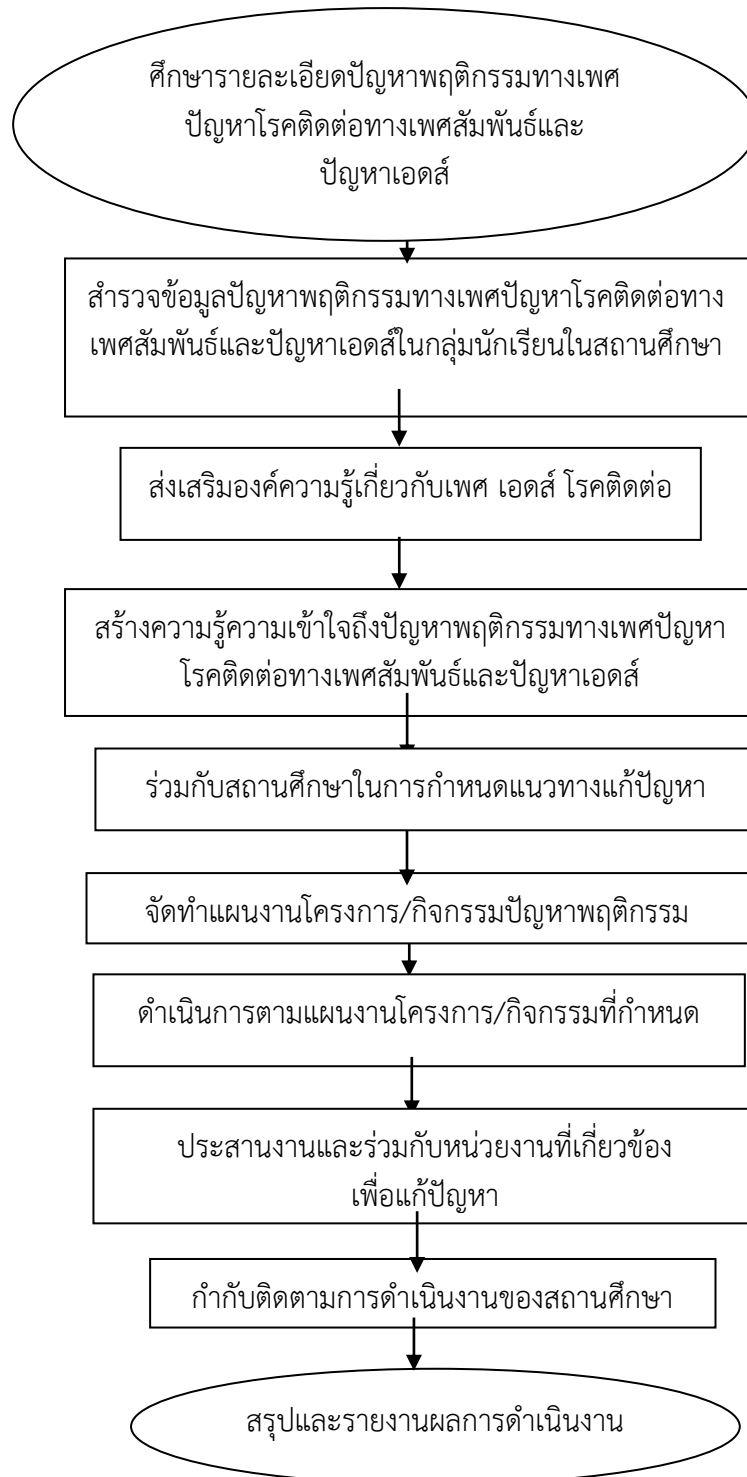 ศึกษารายละเอียดปัญหาพฤติกรรมทางเพศ
ปัญหาโรคติดต่อทางเพศสัมพันธ์และ
ปัญหาเอดส์
สำรวจข้อมูลปัญหาพฤติกรรมทางเพศปัญหาโรคติดต่อทาง
เพศสัมพันธ์และปัญหาเอดส์ในกลุ่มนักเรียนในสถานศึกษา
ส่งเสริมองค์ความรู้เกี่ยวกับเพศ เอดส์ โรคติดต่อ
สร้างความรู้ความเข้าใจถึงปัญหาพฤติกรรมทางเพศปัญหา
โรคติดต่อทางเพศสัมพันธ์และปัญหาเอดส์
ร่วมกับสถานศึกษาในการกำหนดแนวทางแก้ปัญหา
จัดทำแผนงานโครงการ/กิจกรรมปัญหาพฤติกรรม
ดำเนินการตามแผนงานโครงการ/กิจกรรมที่กำหนด
ประสานงานและร่วมกับหน่วยงานที่เกี่ยวข้อง
เพื่อแก้ปัญหา
กำกับติดตามการดำเนินงานของสถานศึกษา
สรุปและรายงานผลการดำเนินงาน